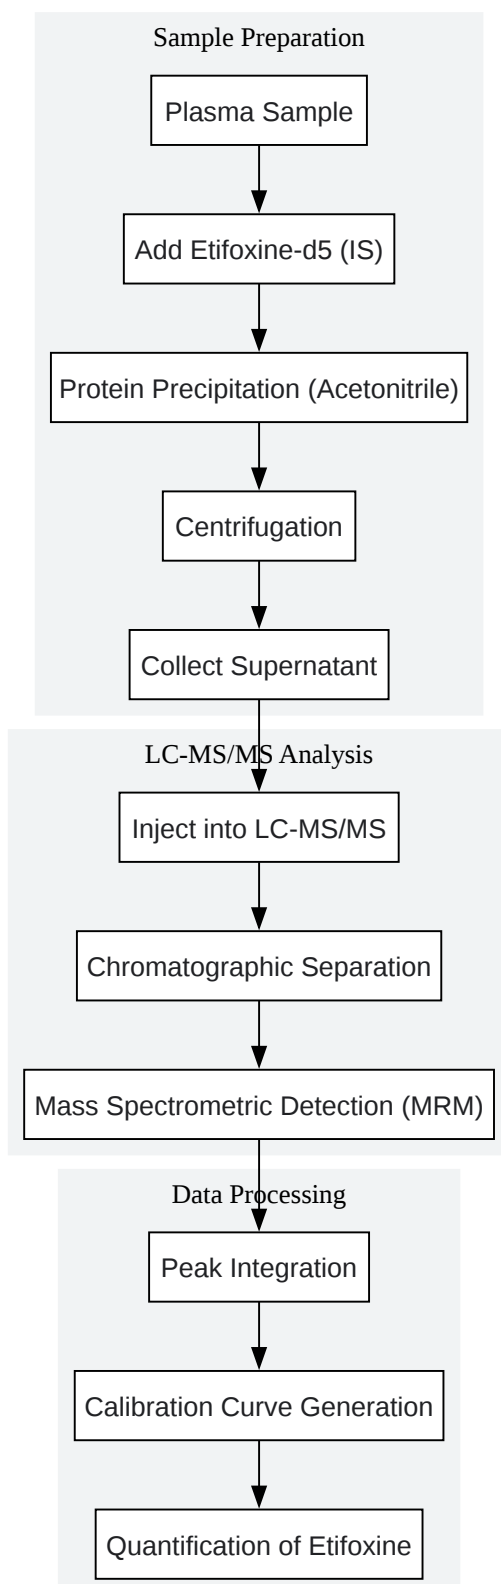 Sample Preparation
Plasma Sample
Add Etifoxine-d5 (IS)
Protein Precipitation (Acetonitrile)
Centrifugation
Collect Supernatant
LC-MS/MS Analysis
Inject into LC-MS/MS
Chromatographic Separation
Mass Spectrometric Detection (MRM)
Data Processing
Peak Integration
Calibration Curve Generation
Quantification of Etifoxine